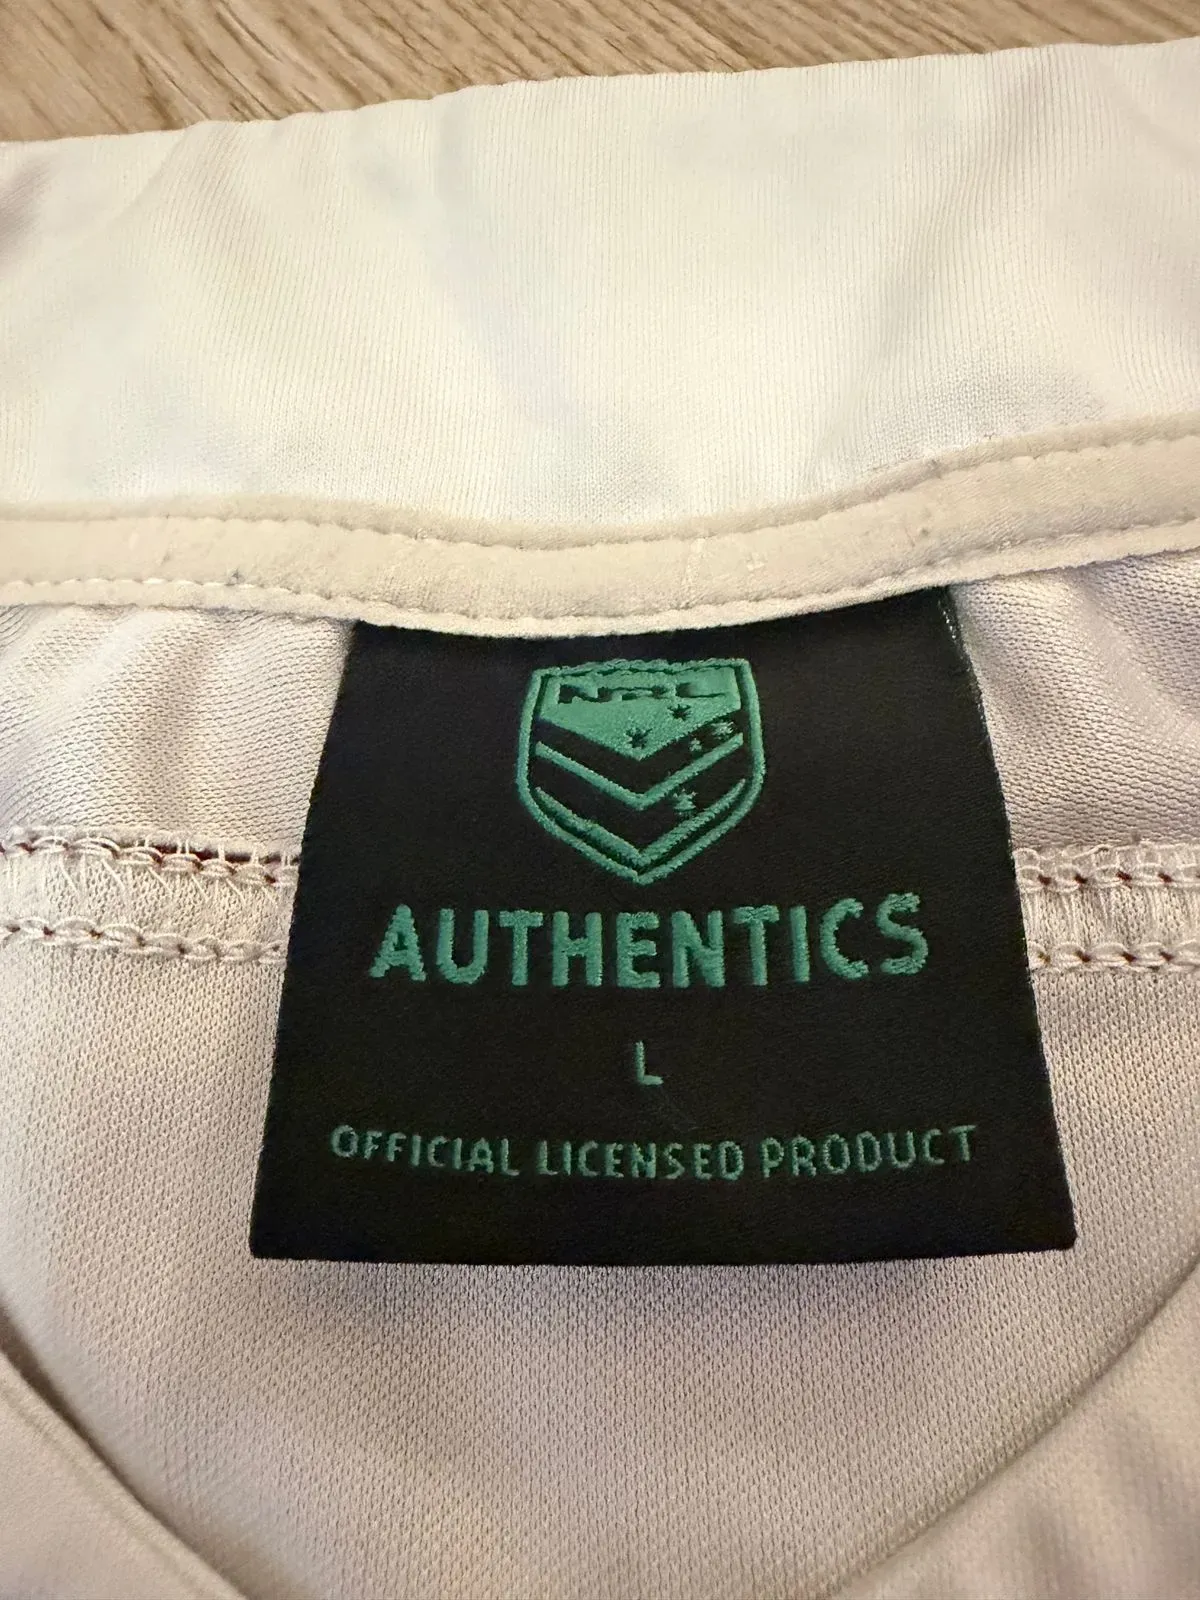 NRL
AUTHENTICS
L
OFFICIAL LICENSED PRODUCT